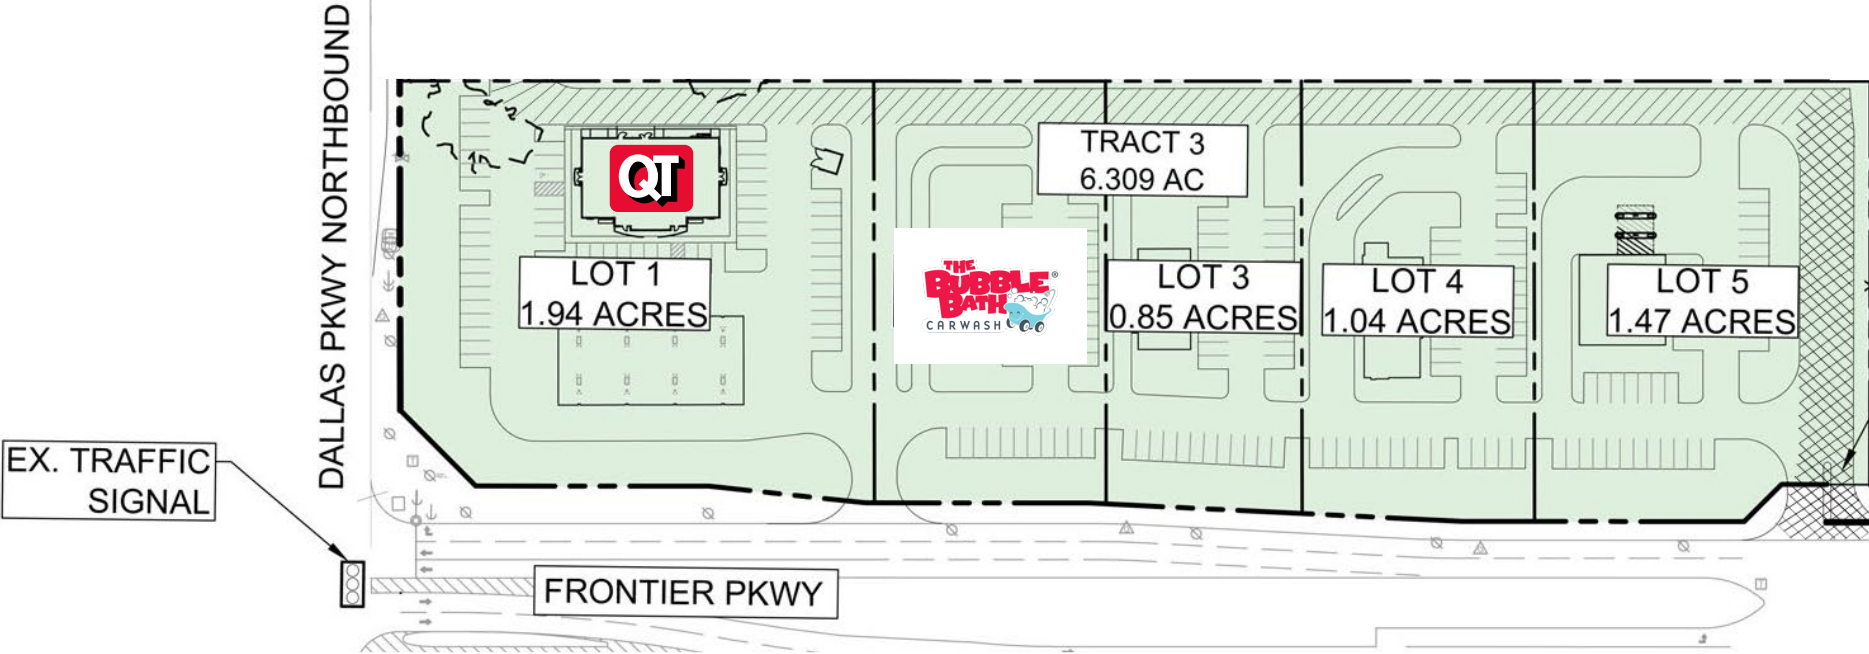 DALLAS PKWY NORTHBOUND
TRACT 3
6.309 AC
QT
LOT 1
1.94 ACRES
THE
BUBBLE®
BATH
CARWASH
LOT 3
0.85 ACRES
LOT 4
1.04 ACRES
LOT 5
1.47 ACRES
EX. TRAFFIC
SIGNAL
FRONTIER PKWY